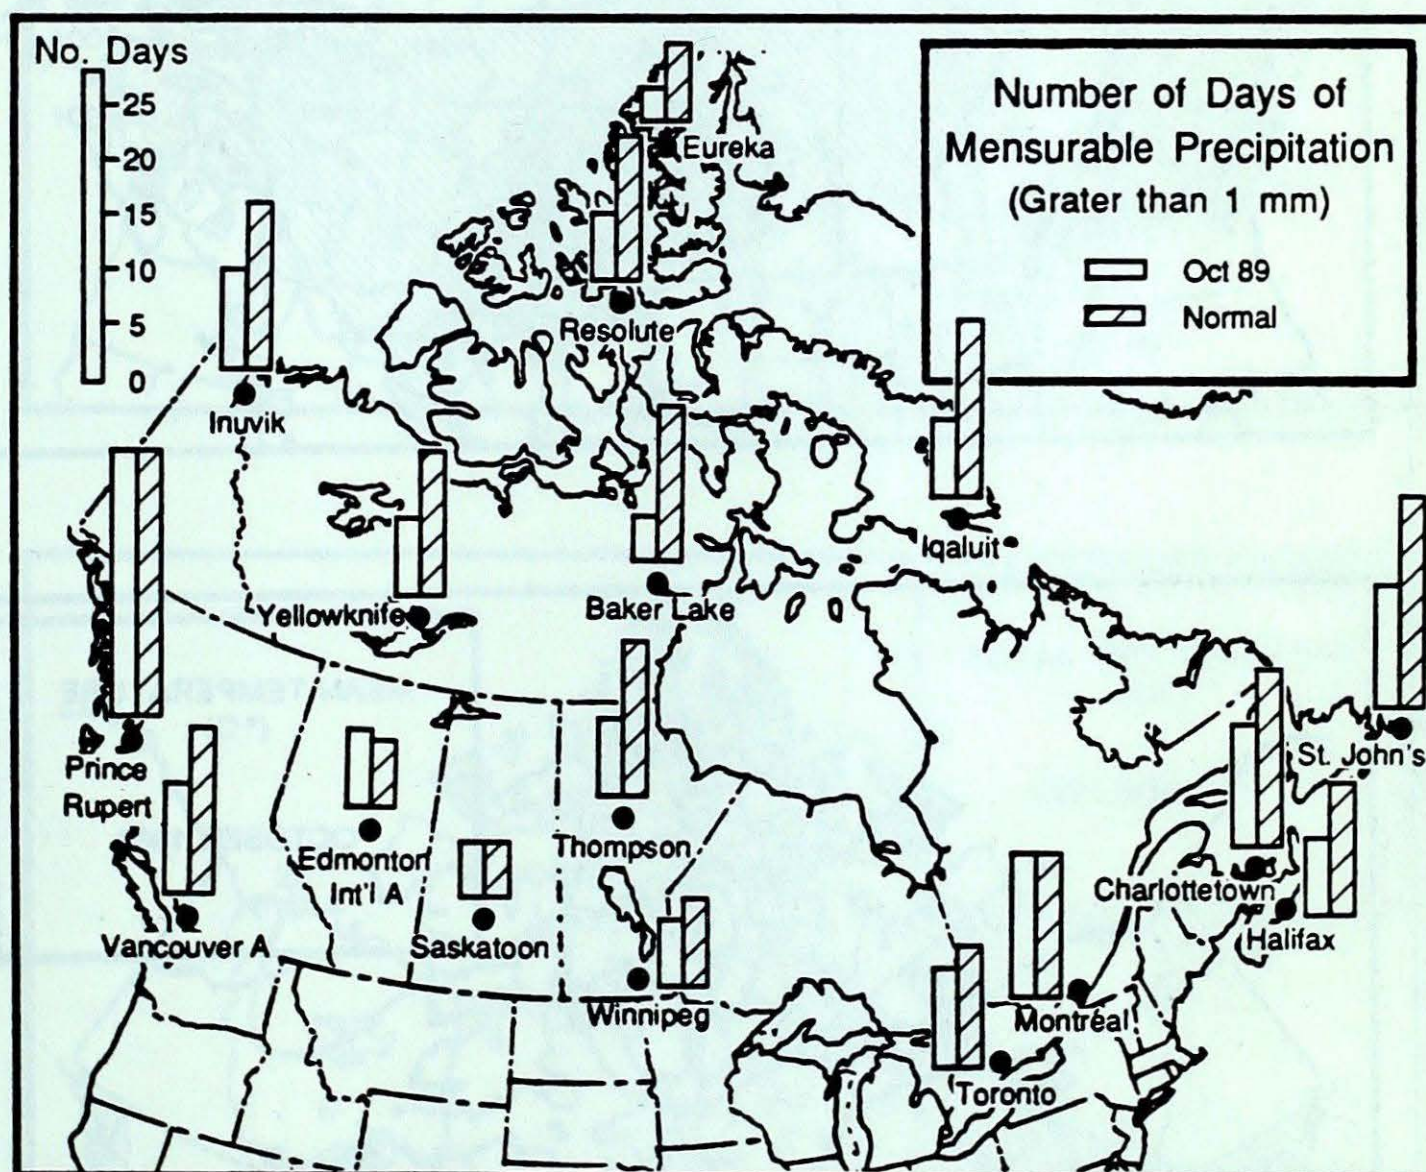 No. Days
25
20
15
10
5
0
Number of Days of
Mensurable Precipitation
(Grater than 1 mm)
Oct 89
Normal
Eureka
Resolute
Inuvik
Iqaluit
Yellowknife
Baker Lake
Prince
Rupert
St. John's
Edmonton
Int'l A
Thompson
Charlottetown
Vancouver A
Saskatoon
Halifax
Winnipeg
Montréal
Toronto